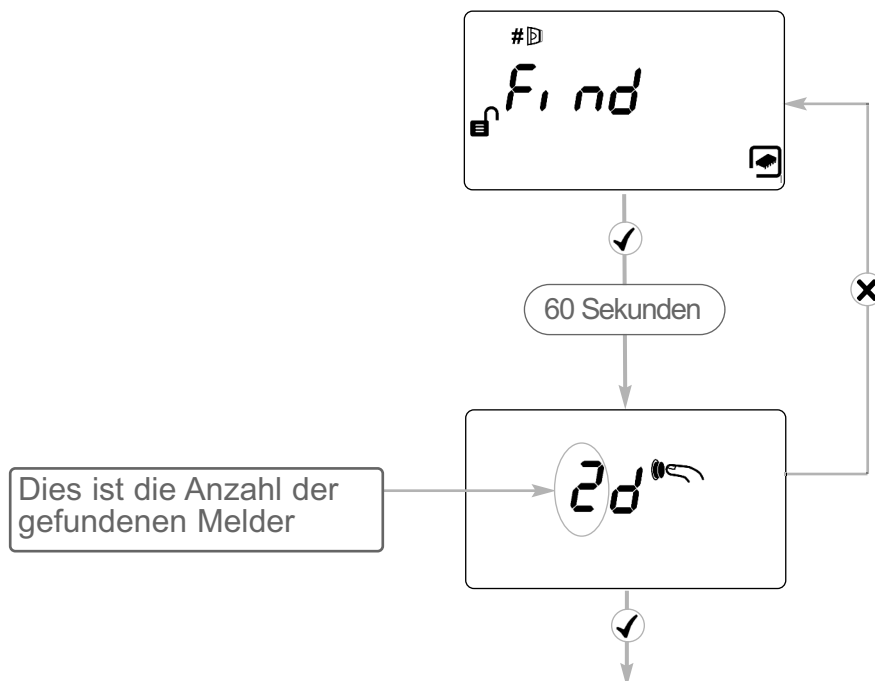 #
Find
60 Sekunden
2d
Dies ist die Anzahl der
gefundenen Melder